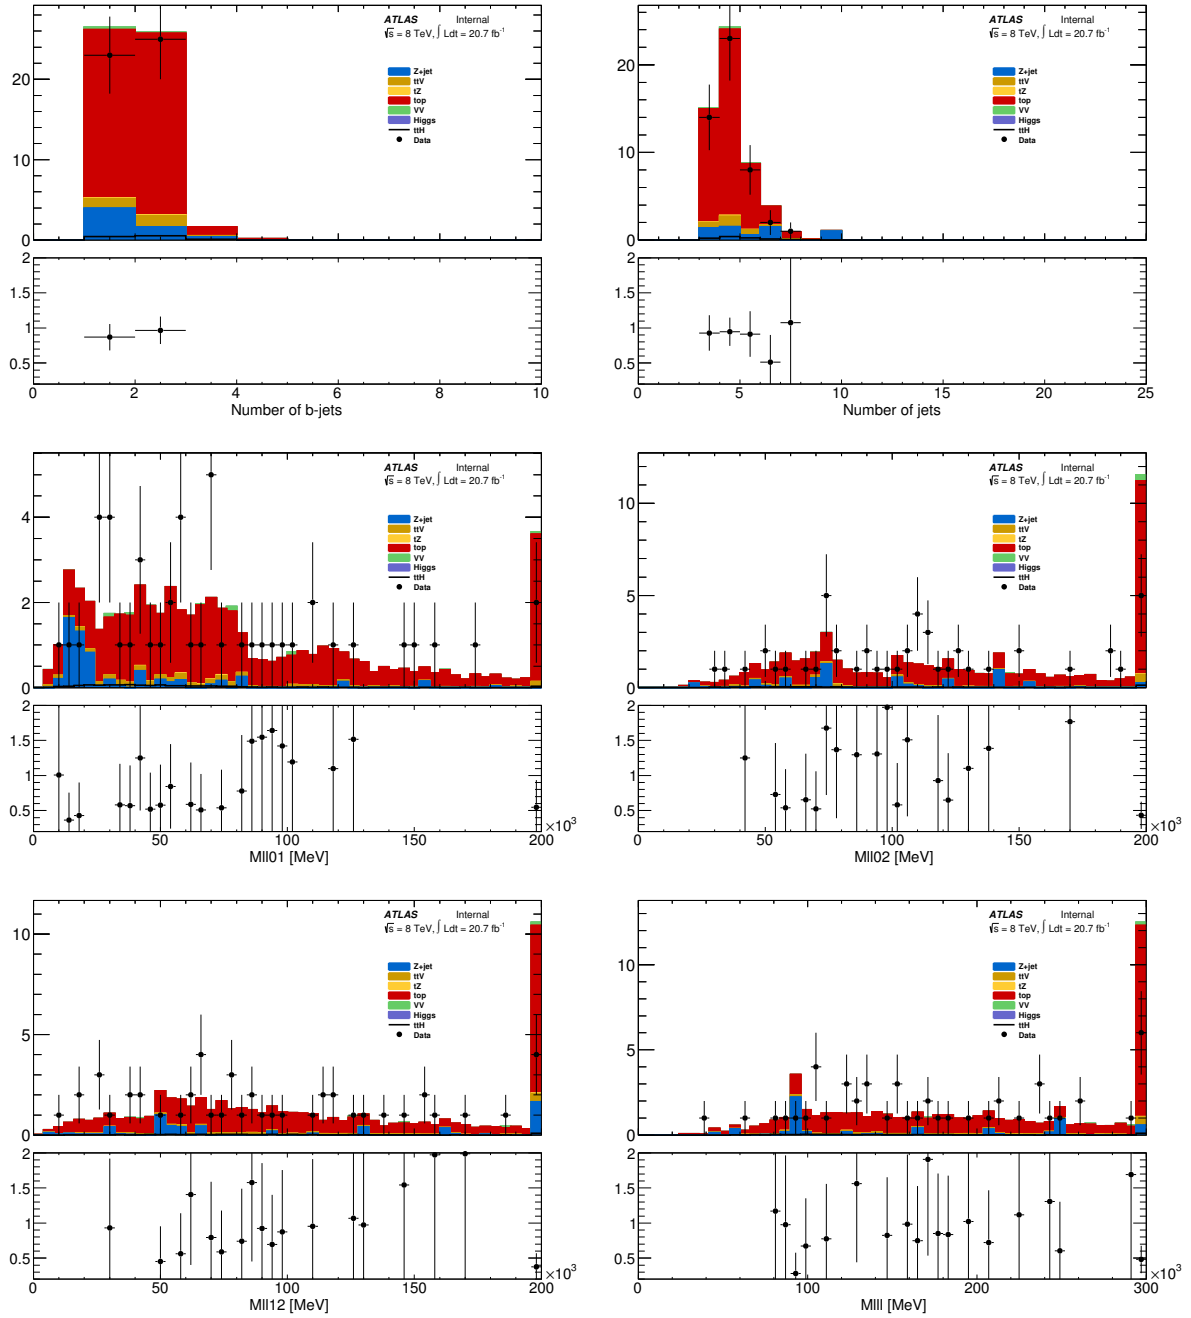 ATLAS Internal
√s = 8 TeV, ∫ Ldt = 20.7 fb⁻¹
Z+jet
ttV
tZ
top
VV
Higgs
ttH
Data
20
10
0
2
1.5
1
0.5
0 2 4 6 8 10
Number of b-jets
ATLAS Internal
√s = 8 TeV, ∫ Ldt = 20.7 fb⁻¹
Z+jet
ttV
tZ
top
VV
Higgs
ttH
Data
20
10
0
2
1.5
1
0.5
0 5 10 15 20 25
Number of jets
ATLAS Internal
√s = 8 TeV, ∫ Ldt = 20.7 fb⁻¹
Z+jet
ttV
tZ
top
VV
Higgs
ttH
Data
4
2
0
2
1.5
1
0.5
0 50 100 150 200
×10³
Mll01 [MeV]
ATLAS Internal
√s = 8 TeV, ∫ Ldt = 20.7 fb⁻¹
Z+jet
ttV
tZ
top
VV
Higgs
ttH
Data
10
5
0
2
1.5
1
0.5
0 50 100 150 200
×10³
Mll02 [MeV]
ATLAS Internal
√s = 8 TeV, ∫ Ldt = 20.7 fb⁻¹
Z+jet
ttV
tZ
top
VV
Higgs
ttH
Data
10
5
0
2
1.5
1
0.5
0 50 100 150 200
×10³
Mll12 [MeV]
ATLAS Internal
√s = 8 TeV, ∫ Ldt = 20.7 fb⁻¹
Z+jet
ttV
tZ
top
VV
Higgs
ttH
Data
10
5
0
2
1.5
1
0.5
0 100 200 300
×10³
Mlll [MeV]